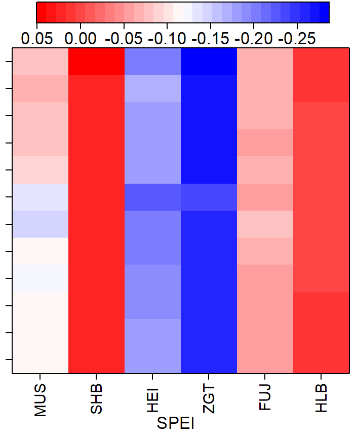 0.05 0.00 -0.05 -0.10 -0.15 -0.20 -0.25
MUS SHB HEI ZGT FUJ HLB
SPEI